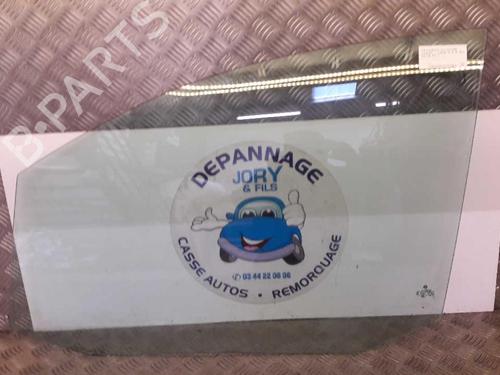 B-PARTS
DEPANNAGE
JORY
& FILS
03 44 22 06 06
CASSE AUTOS • REMORQUAGE